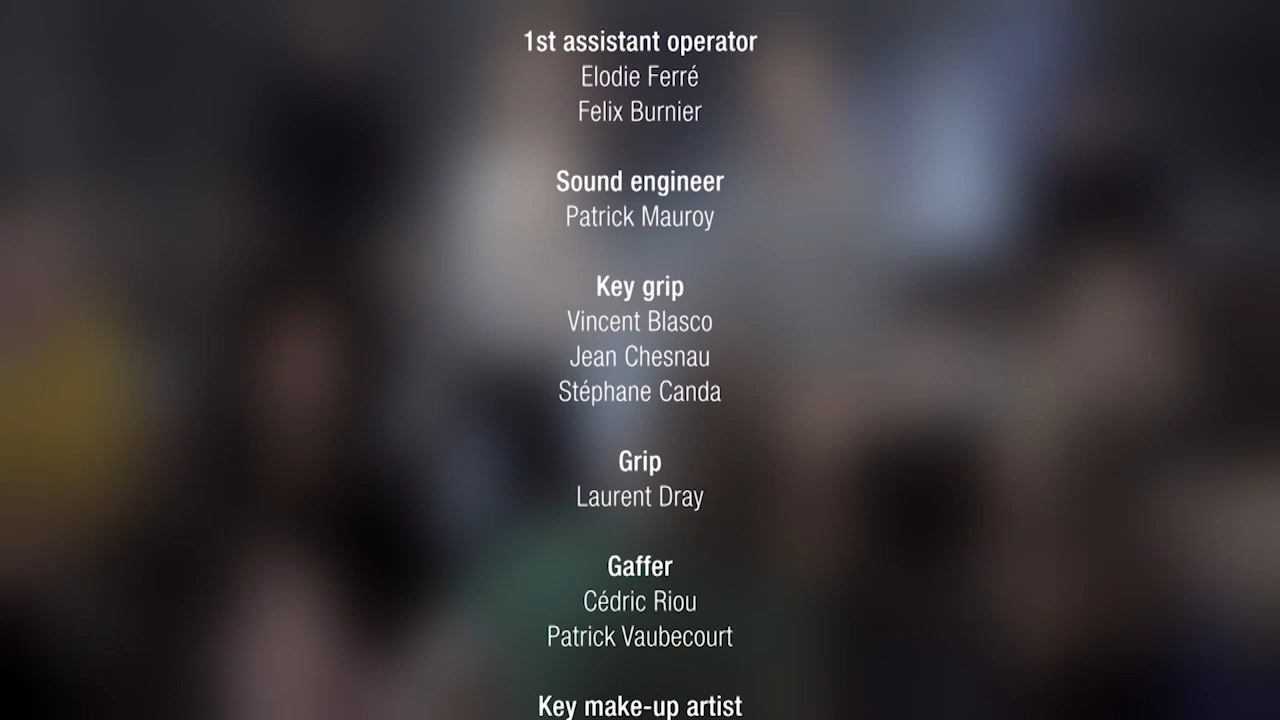 1st assistant operator
Elodie Ferré
Felix Burnier
Sound engineer
Patrick Mauroy
Key grip
Vincent Blasco
Jean Chesnau
Stéphane Canda
Grip
Laurent Dray
Gaffer
Cédric Riou
Patrick Vaubecourt
Key make-up artist